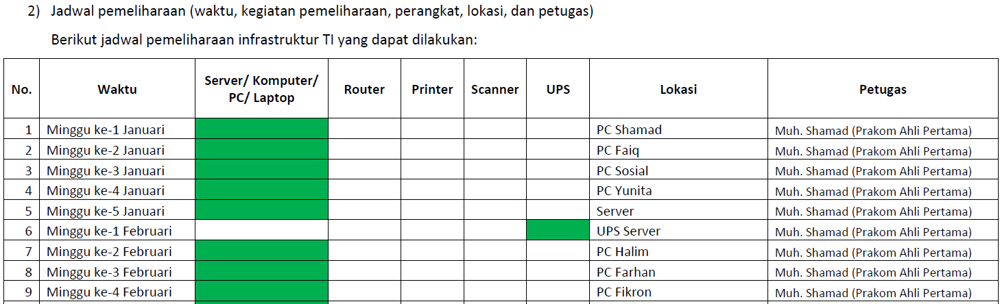 2) Jadwal pemeliharaan (waktu, kegiatan pemeliharaan, perangkat, lokasi, dan petugas)
Berikut jadwal pemeliharaan infrastruktur TI yang dapat dilakukan:
No. Waktu Server/ Komputer/ PC/ Laptop Router Printer Scanner UPS Lokasi Petugas
1 Minggu ke-1 Januari PC Shamad Muh. Shamad (Prakom Ahli Pertama)
2 Minggu ke-2 Januari PC Faiq Muh. Shamad (Prakom Ahli Pertama)
3 Minggu ke-3 Januari PC Sosial Muh. Shamad (Prakom Ahli Pertama)
4 Minggu ke-4 Januari PC Yunita Muh. Shamad (Prakom Ahli Pertama)
5 Minggu ke-5 Januari Server Muh. Shamad (Prakom Ahli Pertama)
6 Minggu ke-1 Februari UPS Server Muh. Shamad (Prakom Ahli Pertama)
7 Minggu ke-2 Februari PC Halim Muh. Shamad (Prakom Ahli Pertama)
8 Minggu ke-3 Februari PC Farhan Muh. Shamad (Prakom Ahli Pertama)
9 Minggu ke-4 Februari PC Fikron Muh. Shamad (Prakom Ahli Pertama)